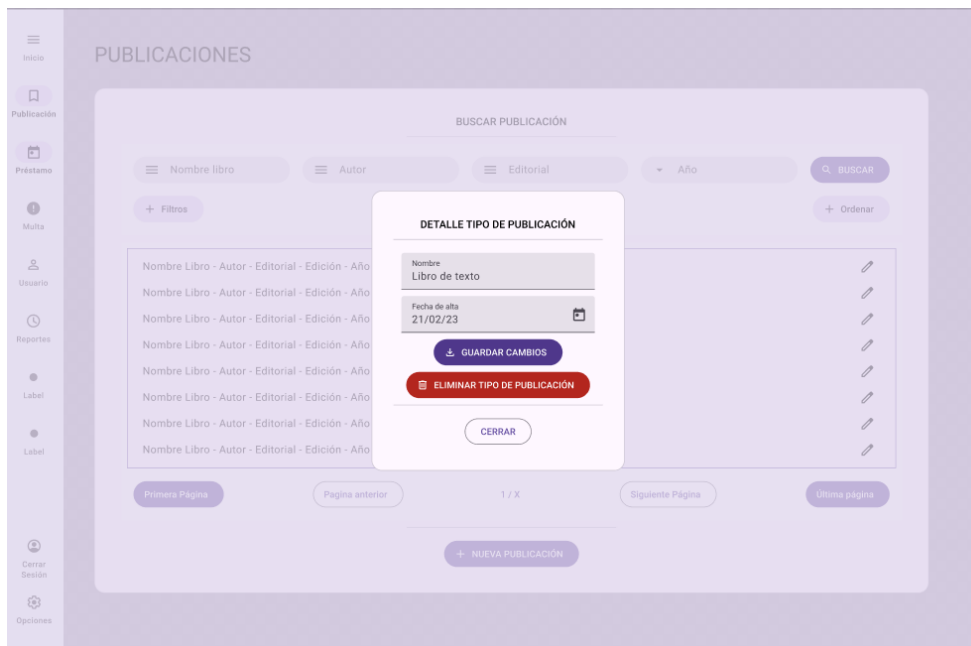 Inicio
Publicación
Préstamo
Multa
Usuario
Reportes
Label
Label
Cerrar
Sesión
Opciones
PUBLICACIONES
BUSCAR PUBLICACIÓN
Nombre libro
Autor
Editorial
Año
BUSCAR
+ Filtros
+ Ordenar
Nombre Libro - Autor - Editorial - Edición - Año
Nombre Libro - Autor - Editorial - Edición - Año
Nombre Libro - Autor - Editorial - Edición - Año
Nombre Libro - Autor - Editorial - Edición - Año
Nombre Libro - Autor - Editorial - Edición - Año
Nombre Libro - Autor - Editorial - Edición - Año
Nombre Libro - Autor - Editorial - Edición - Año
Nombre Libro - Autor - Editorial - Edición - Año
DETALLE TIPO DE PUBLICACIÓN
Nombre
Libro de texto
Fecha de alta
21/02/23
GUARDAR CAMBIOS
ELIMINAR TIPO DE PUBLICACIÓN
CERRAR
Primera Página
Pagina anterior
1 / X
Siguiente Página
Última página
+ NUEVA PUBLICACIÓN